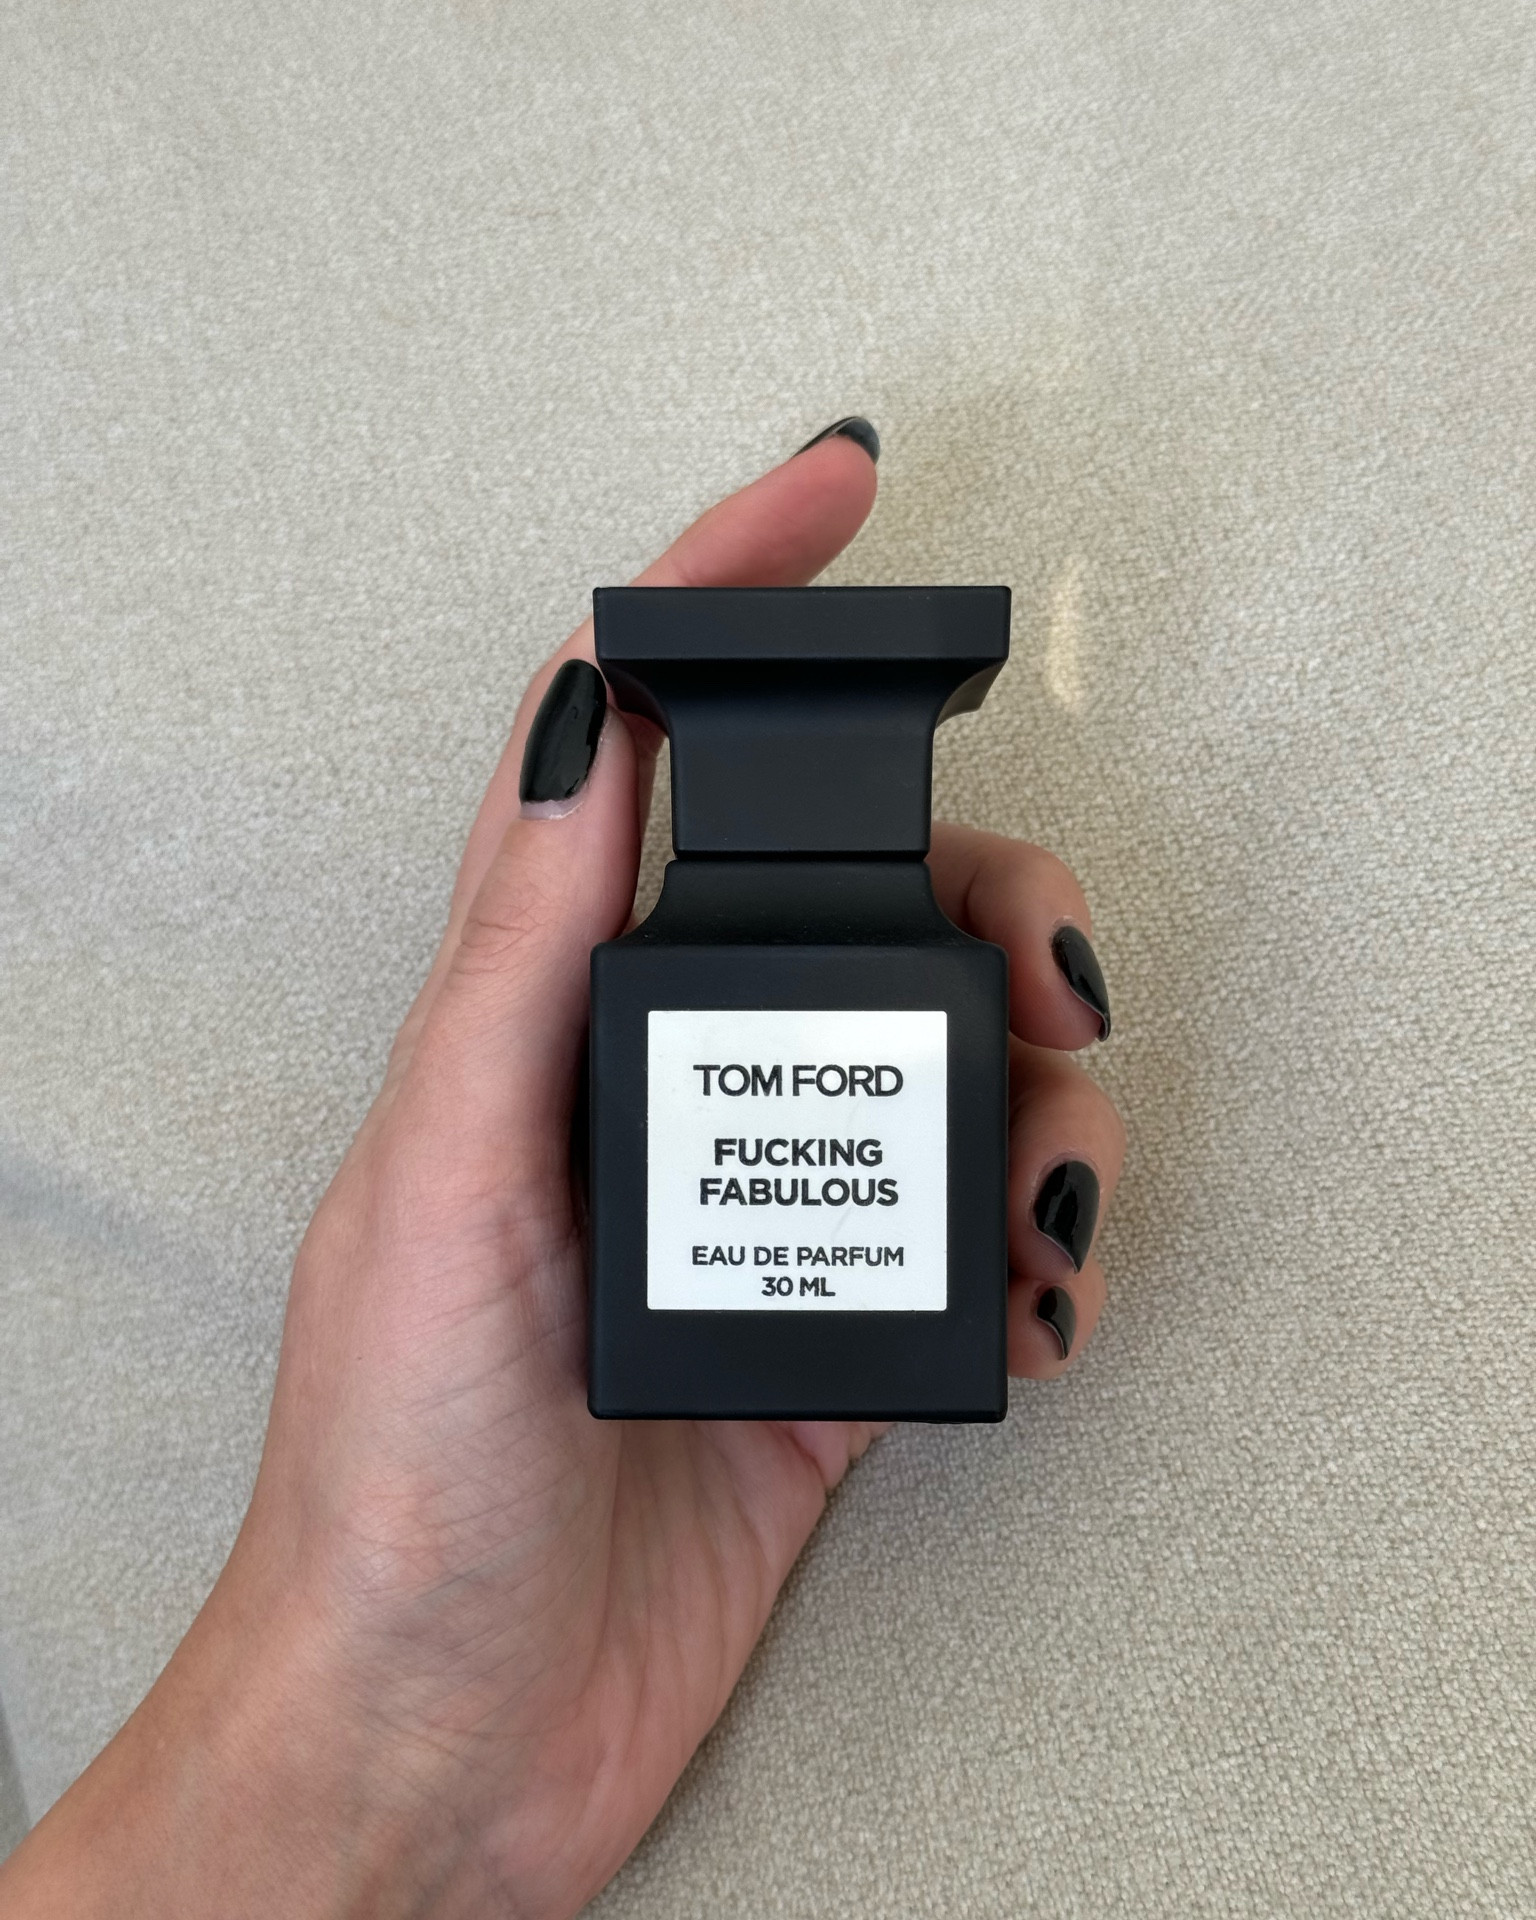 TOM FORD
FUCKING
FABULOUS
EAU DE PARFUM
30 ML